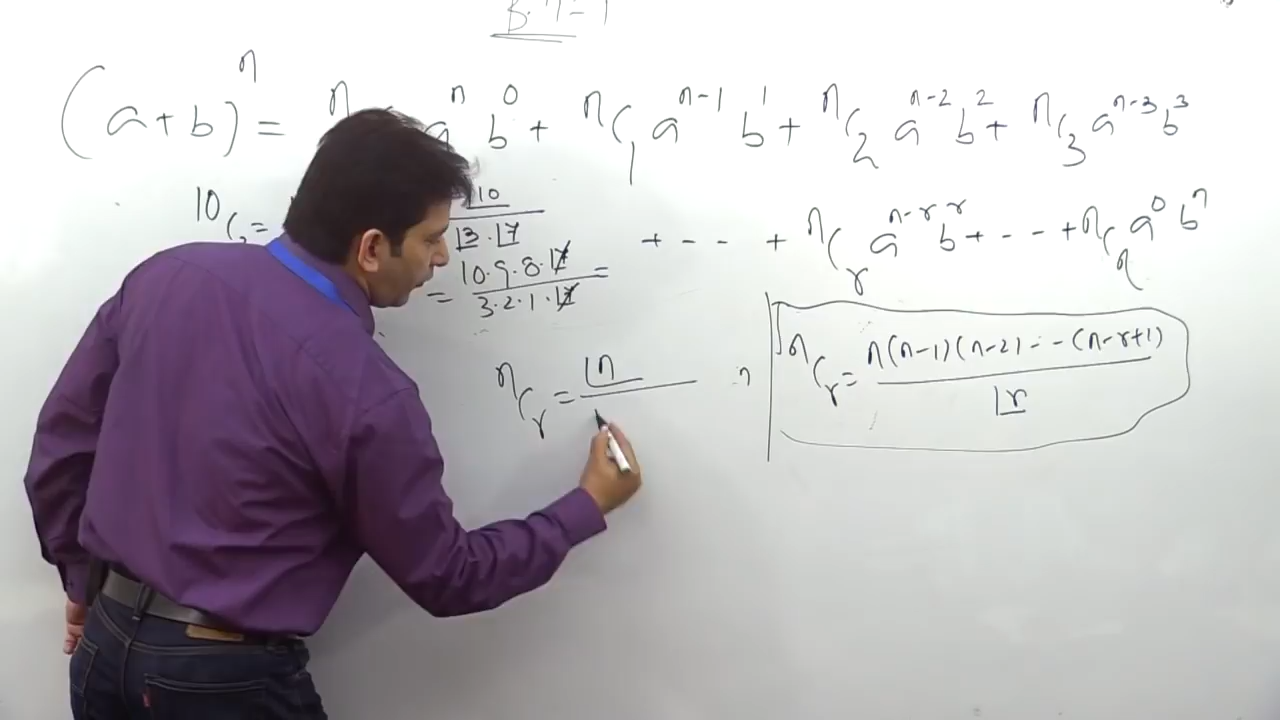 (a+b)ⁿ = ⁿ aⁿ b⁰ + ⁿC₁ aⁿ⁻¹ b¹ + ⁿC₂ aⁿ⁻² b² + ⁿC₃ aⁿ⁻³ b³
+ - - + ⁿCᵣ aⁿ⁻ʳ bʳ + - - + ⁿCₙ a⁰ bⁿ
¹⁰C₃ = |10 / |3 · |7
= 10·9·8·|7 / 3·2·1·|7 =
ⁿCᵣ = |n
ⁿCᵣ = n(n-1)(n-2) - - (n-r+1) / |r